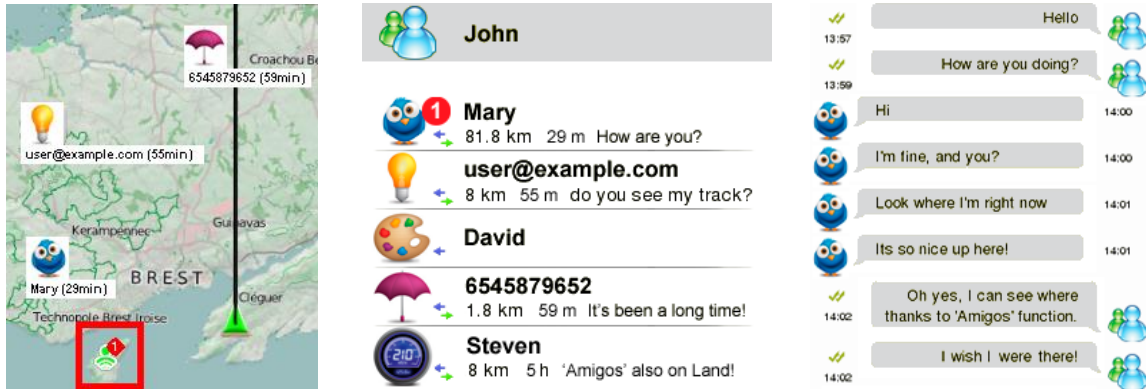 6545879652 (59min)
Croachou Be
user@example.com (55min)
Kerampennec
Guipavas
Mary (29min)
BREST
Cléguer
Technopole Brest Iroise
1
John
1
Mary
81.8 km 29 m How are you?
user@example.com
8 km 55 m do you see my track?
David
6545879652
1.8 km 59 m It's been a long time!
210
Steven
8 km 5 h 'Amigos' also on Land!
Hello
13:57
How are you doing?
13:59
Hi
14:00
I'm fine, and you?
14:00
Look where I'm right now
14:01
Its so nice up here!
14:01
Oh yes, I can see where
thanks to 'Amigos' function.
14:02
I wish I were there!
14:02